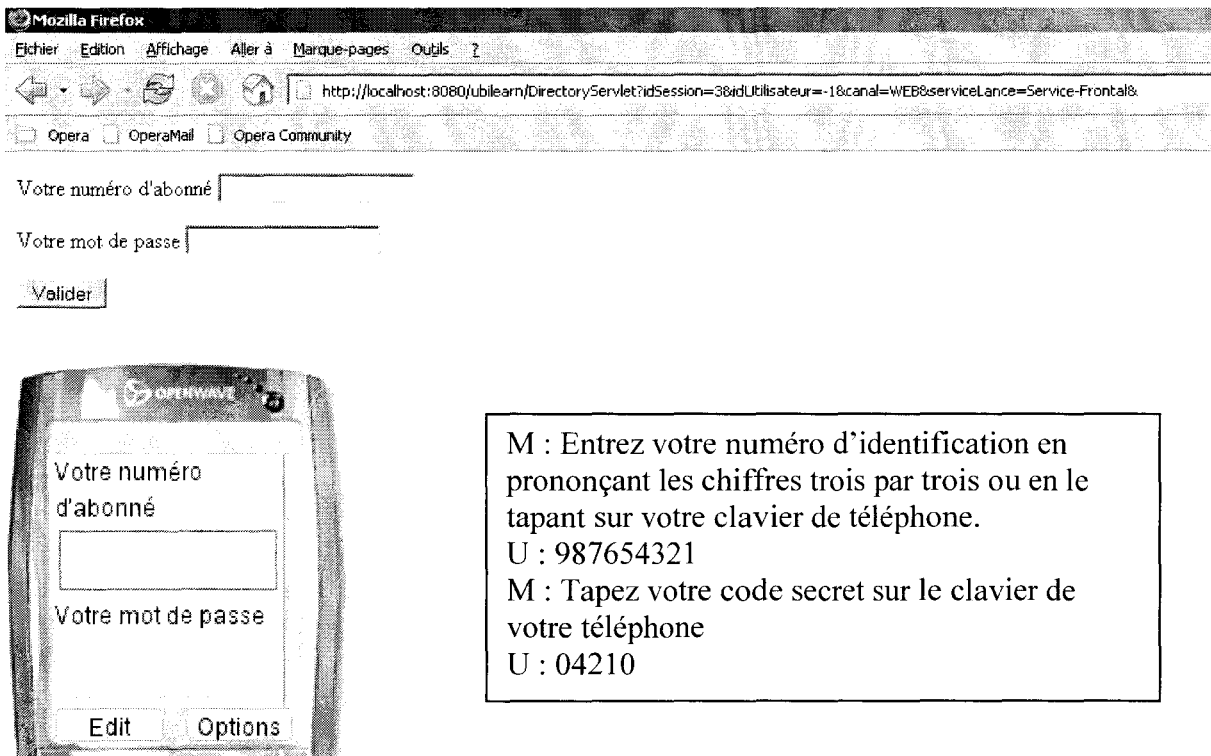 Mozilla Firefox
Fichier Edition Affichage Aller à Marque-pages Outils ?
http://localhost:8080/ubilearn/DirectoryServlet?idSession=3&idUtilisateur=-1&canal=WEB&serviceLance=Service-Frontal&
Opera OperaMail Opera Community
Votre numéro d'abonné
Votre mot de passe
Valider
OPENWAVE
Votre numéro
d'abonné
Votre mot de passe
Edit Options
M : Entrez votre numéro d'identification en
prononçant les chiffres trois par trois ou en le
tapant sur votre clavier de téléphone.
U : 987654321
M : Tapez votre code secret sur le clavier de
votre téléphone
U : 04210